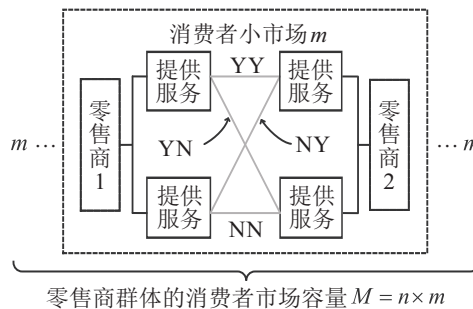 消费者小市场m
提供
服务
YY
提供
服务
零售商1
m …
YN
NY
零售商2
… m
提供
服务
NN
提供
服务
零售商群体的消费者市场容量M=n×m